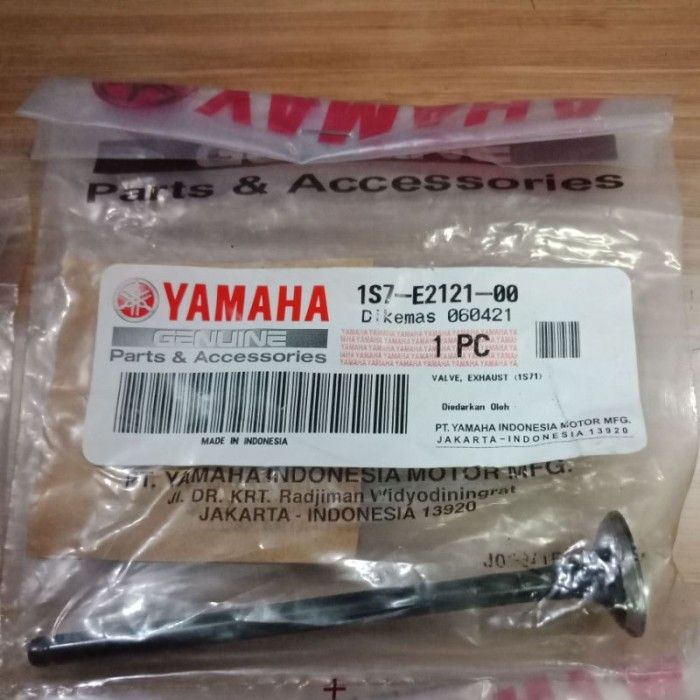 YAMAHA
Parts & Accessories
YAMAHA
GENUINE
Parts & Accessories
1S7-E2121-00
Dikemas 060421
1 PC
VALVE, EXHAUST (1S71)
Diedarkan Oleh
MADE IN INDONESIA
PT. YAMAHA INDONESIA MOTOR MFG.
JAKARTA-INDONESIA 13920
PT. YAMAHA INDONESIA MOTOR MFG.
Jl. DR. KRT. Radjiman Widyodiningrat
JAKARTA - INDONESIA 13920